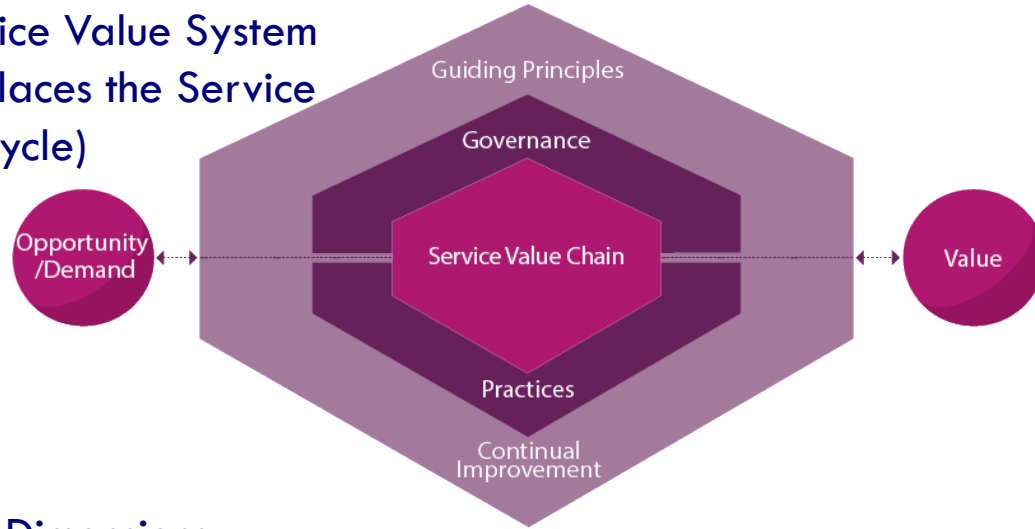 ice Value System
laces the Service
ycle)
Guiding Principles
Governance
Opportunity
/Demand
Service Value Chain
Value
Practices
Continual
Improvement